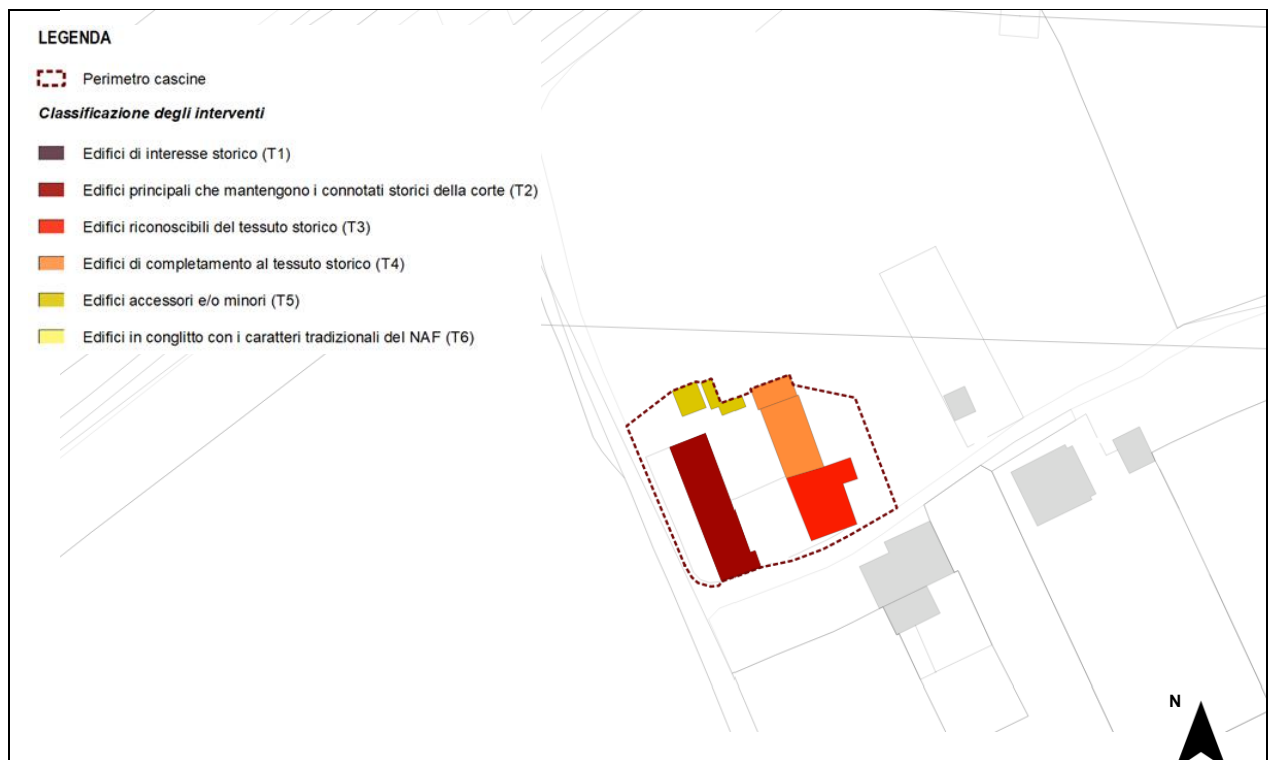 LEGENDA
Perimetro cascine
Classificazione degli interventi
Edifici di interesse storico (T1)
Edifici principali che mantengono i connotati storici della corte (T2)
Edifici riconoscibili del tessuto storico (T3)
Edifici di completamento al tessuto storico (T4)
Edifici accessori e/o minori (T5)
Edifici in conglitto con i caratteri tradizionali del NAF (T6)
N